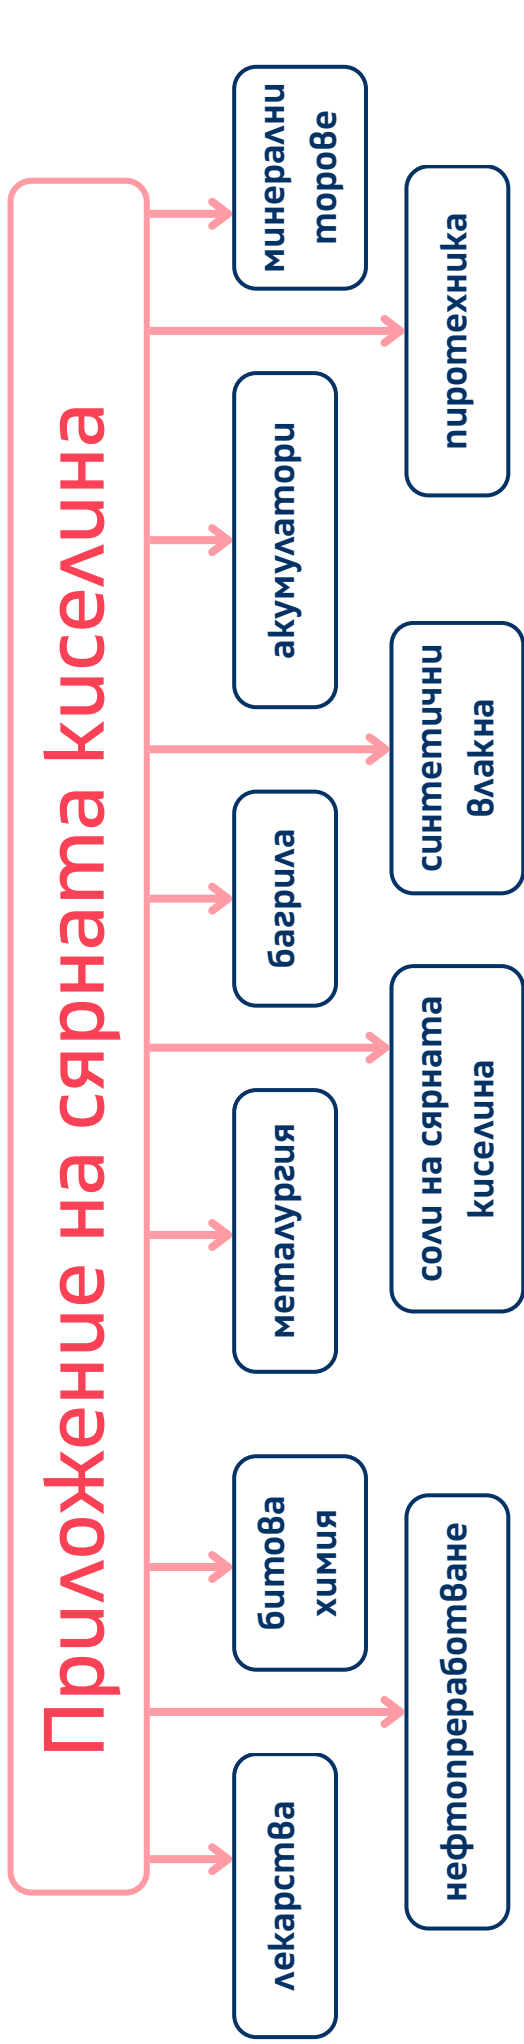 Приложение на сярната киселина
лекарства
битова
химия
металургия
багрила
акумулатори
минерални
торове
нефтопреработване
соли на сярната
киселина
синтетични
влакна
пиротехника